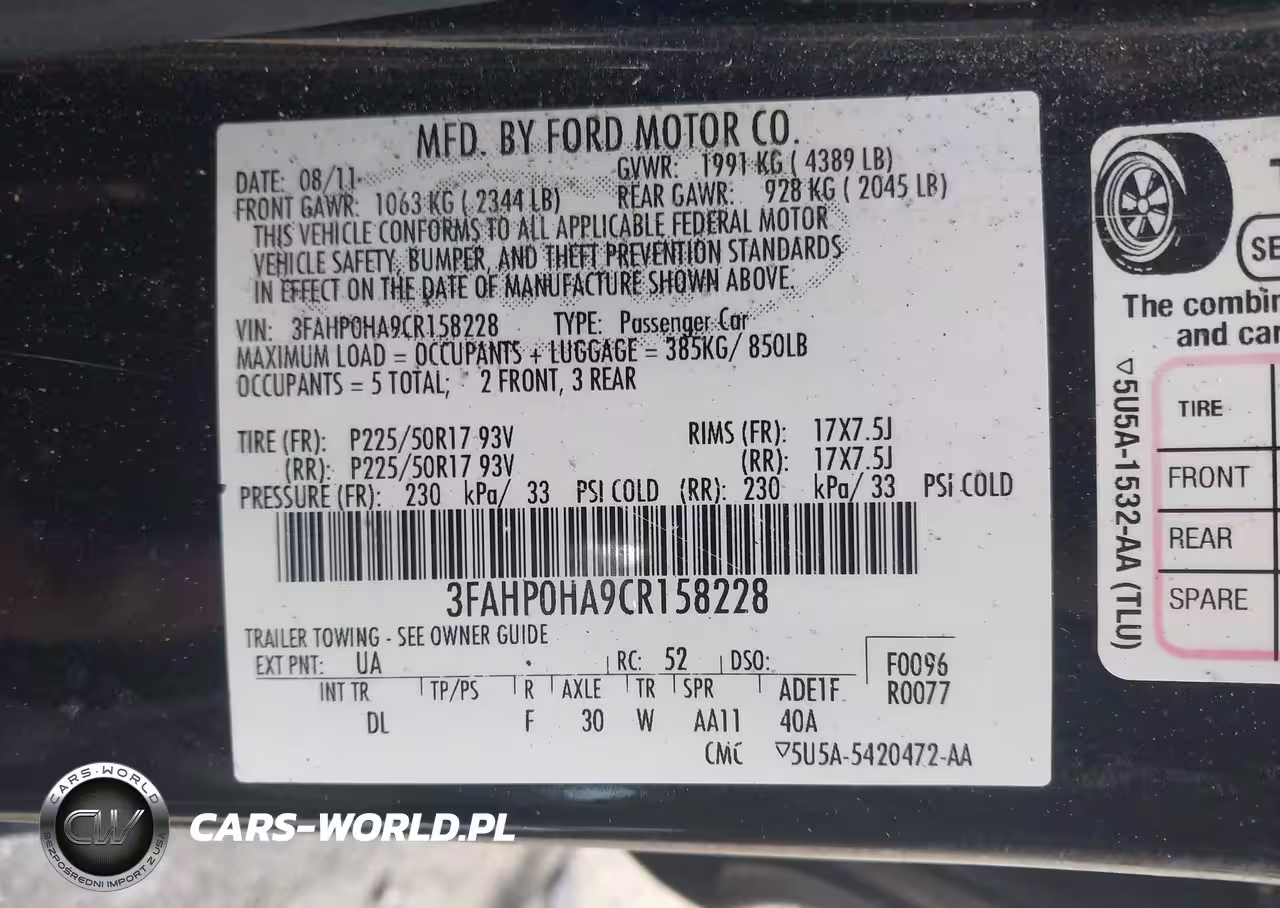 MFD. BY FORD MOTOR CO.
DATE: 08/11 GVWR: 1991 KG ( 4389 LB)
FRONT GAWR: 1063 KG ( 2344 LB) REAR GAWR: 928 KG ( 2045 LB)
THIS VEHICLE CONFORMS TO ALL APPLICABLE FEDERAL MOTOR
VEHICLE SAFETY, BUMPER, AND THEFT PREVENTION STANDARDS
IN EFFECT ON THE DATE OF MANUFACTURE SHOWN ABOVE.
VIN: 3FAHP0HA9CR158228 TYPE: Passenger Car
MAXIMUM LOAD = OCCUPANTS + LUGGAGE = 385KG/ 850LB
OCCUPANTS = 5 TOTAL; 2 FRONT, 3 REAR
TIRE (FR): P225/50R17 93V RIMS (FR): 17X7.5J
(RR): P225/50R17 93V (RR): 17X7.5J
PRESSURE (FR): 230 kPa/ 33 PSI COLD (RR): 230 kPa/ 33 PSi COLD
3FAHP0HA9CR158228
TRAILER TOWING - SEE OWNER GUIDE
EXT PNT: UA RC: 52 DSO: F0096
INT TR TP/PS R AXLE TR SPR ADE1F R0077
DL F 30 W AA11 40A
CMC ▽5U5A-5420472-AA
The combin
and car
TIRE
FRONT
REAR
SPARE
▽5U5A-1532-AA (TLU)
CARS-WORLD
CW
BEZPOŚREDNI IMPORT Z USA
CARS-WORLD.PL